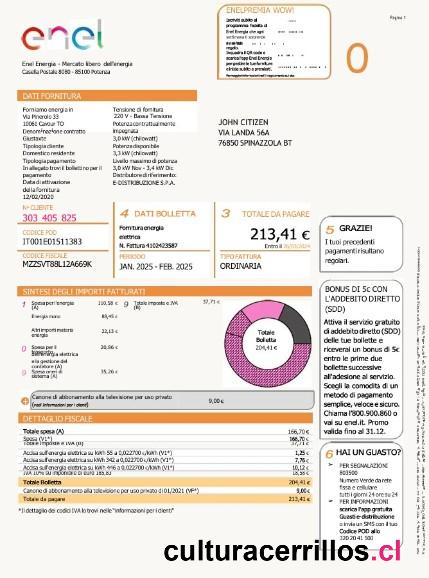 enel
Enel Energia - Mercato libero dell'energia
Casella Postale 8080 - 85100 Potenza
ENELPREMIA WOW!
Pagina 1
0
DATI FORNITURA
Forniamo energia in
Via Pinerolo 33
10061 Cavour TO
Denominazione contratto
Giustaxte
Tipologia cliente
Domestico residente
Tipologia pagamento
In allegato trovi il bollettino per il
pagamento
Data di attivazione
della fornitura
12/02/2020
Tensione di fornitura
220 V - Bassa Tensione
Potenza contrattualmente
impegnata
3,0 kW (chilowatt)
Potenza disponibile
3,3 kW (chilowatt)
Livello massimo di potenza
3,0 kW Nov - 3,4 kW Dic
Distributore di riferimento:
E-DISTRIBUZIONE S.P.A.
JOHN CITIZEN
VIA LANDA 56A
76850 SPINAZZOLA BT
N° CLIENTE
303 405 825
CODICE POD
IT001E01511383
CODICE FISCALE
MZZSVT88L12A669K
4 DATI BOLLETTA
Fornitura energia
elettrica
N. Fattura 4102423587
PERIODO
JAN. 2025 - FEB. 2025
3 TOTALE DA PAGARE
213,41 €
Entro il
TIPO FATTURA
ORDINARIA
5 GRAZIE!
I tuoi precedenti
pagamenti risultano
regolari.
SINTESI DEGLI IMPORTI FATTURATI
1 Spesa per l'energia
(A)
110,58 €
Energia mono
88,45 €
Altri importi materia
energia
22,13 €
Spesa per il
trasporto
dell'energia elettrica
e la gestione del
contatore (A)
20,86 €
Spesa oneri di
sistema (A)
35,26 €
9 Totale imposte e IVA
(B)
37,71 €
Totale
Bolletta
204,41 €
Canone di abbonamento alla televisione per uso privato
(vedi informazioni per i clienti)
9,00 €
DETTAGLIO FISCALE
Totale spesa (A) 166,70 €
Spesa (V1*) 166,70 €
Totale imposte e IVA (B) 37,71 €
Accisa sull'energia elettrica su kWh 55 a 0,022700 c/kWh (V1*) 1,25 €
Accisa sull'energia elettrica su kWh 342 a 0,022700 c/kWh (V1*) 7,76 €
Accisa sull'energia elettrica su kWh 446 a 0,022700 c/kWh (V1*) 10,12 €
IVA 10% su imponibile di euro 185,83 18,58 €
Totale Bolletta 204,41 €
Canone di abbonamento alla televisione per uso privato di 01/2021 (VF*) 9,00 €
Totale da pagare 213,41 €
*Il dettaglio dei codici IVA lo trovi nelle "Informazioni per i clienti"
BONUS DI 5€ CON
L'ADDEBITO DIRETTO
(SDD)
Attiva il servizio gratuito
di addebito diretto (SDD)
delle tue bollette e
riceverai un bonus di 5€
entro le prime due
bollette successive
all'adesione al servizio.
Scegli la comodità di un
metodo di pagamento
semplice, veloce e sicuro.
Chiama l'800.900.860 o
vai su enel.it. Promo
valida fino al 31.12.
6 HAI UN GUASTO?
PER SEGNALAZIONI
803500
Numero Verde da rete
fissa e cellulare
tutti i giorni 24 ore su 24
PER INFORMAZIONI
scarica l'app gratuita
Guasti e-distribuzione
o invia un SMS con il tuo
Codice POD allo
320 20 41 500
culturacerrillos.cl